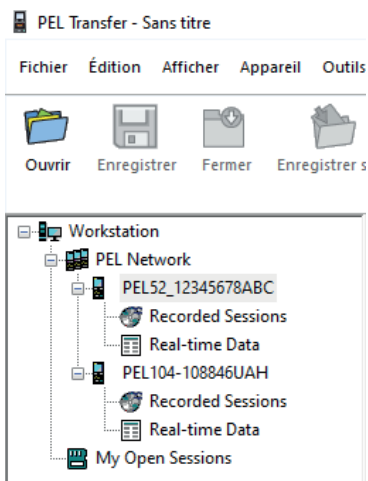 PEL Transfer - Sans titre
Fichier Édition Afficher Appareil Outils
Ouvrir Enregistrer Fermer Enregistrer s
Workstation
PEL Network
PEL52_12345678ABC
Recorded Sessions
Real-time Data
PEL104-108846UAH
Recorded Sessions
Real-time Data
My Open Sessions